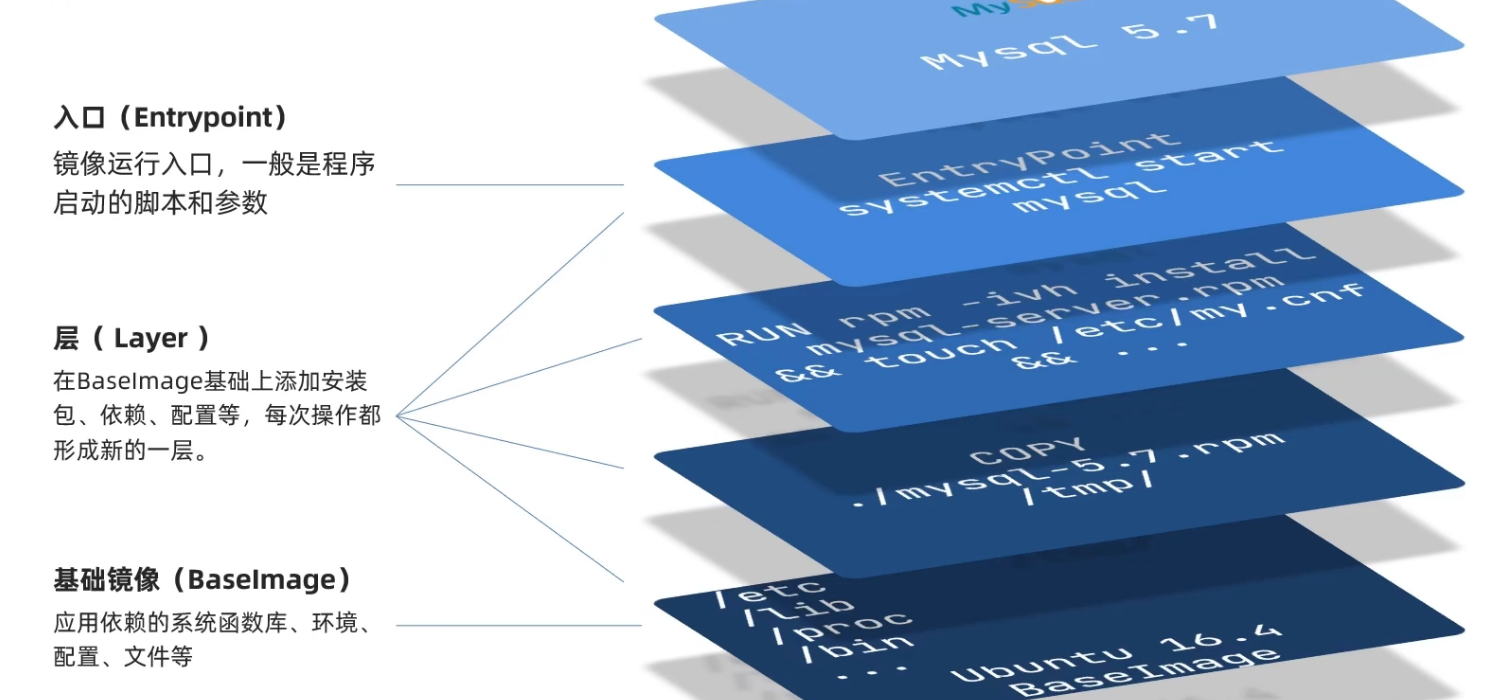 My
Mysql 5.7
入口（Entrypoint）
镜像运行入口，一般是程序
启动的脚本和参数
EntryPoint
systemctl start
mysql
RUN rpm -ivh install
mysql-server.rpm
&& touch /etc/my.cnf
&& ...
层（ Layer ）
在BaseImage基础上添加安装
包、依赖、配置等，每次操作都
形成新的一层。
COPY
./mysql-5.7.rpm
/tmp/
基础镜像（BaseImage）
应用依赖的系统函数库、环境、
配置、文件等
/etc
/lib
/proc
/bin
...
Ubuntu 16.4
BaseImage